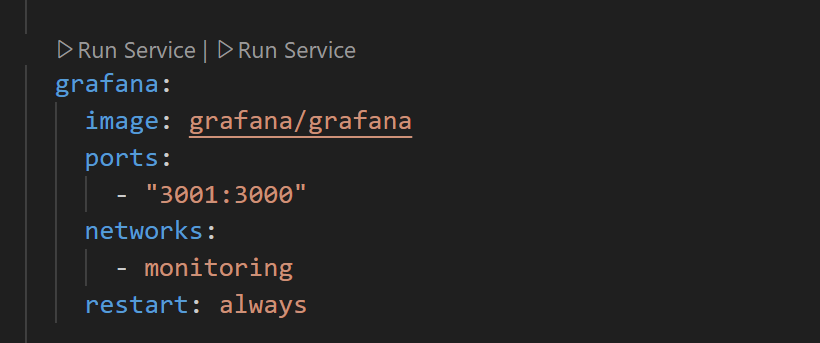 Run Service | Run Service
grafana:
image: grafana/grafana
ports:
- "3001:3000"
networks:
- monitoring
restart: always